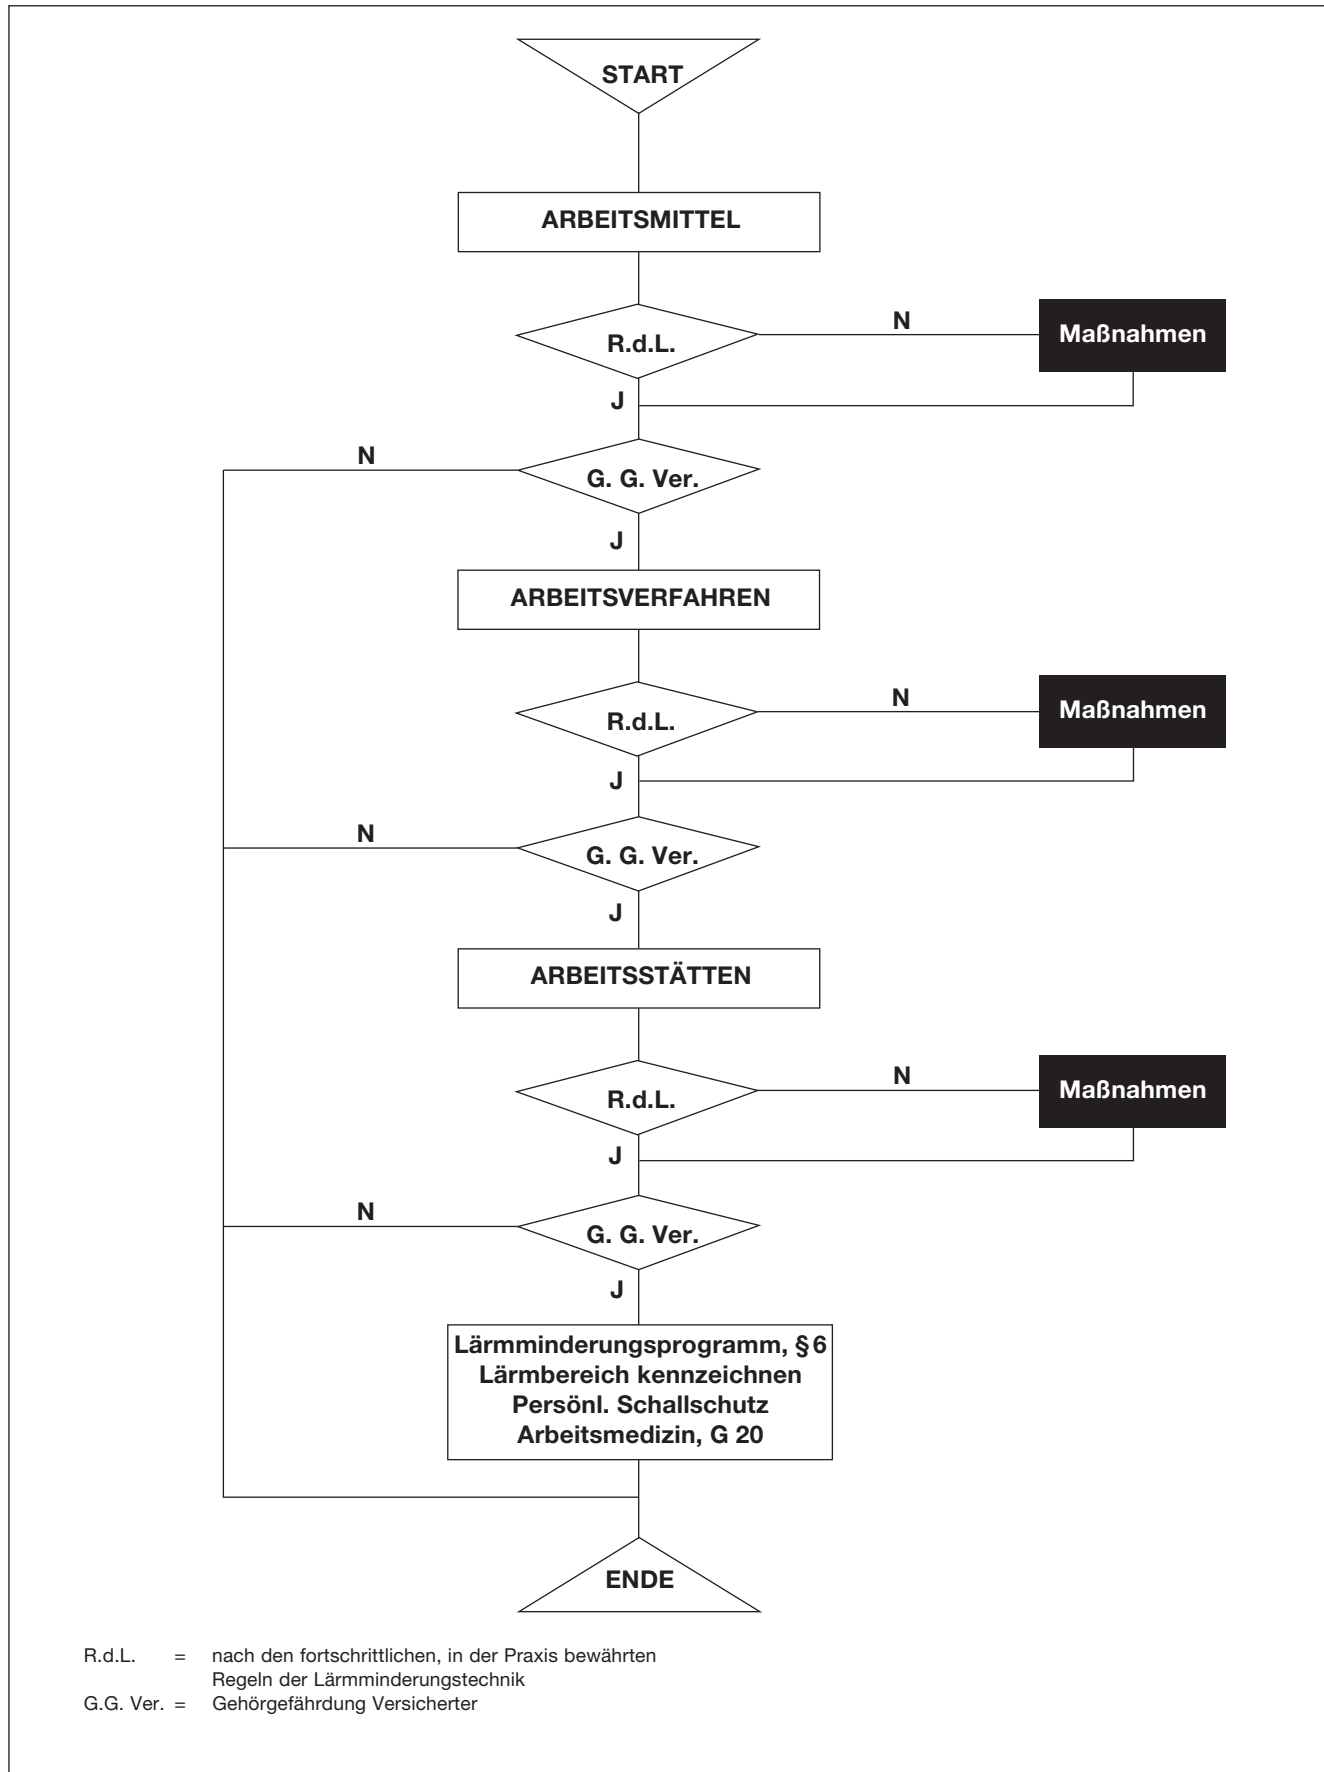 START
ARBEITSMITTEL
R.d.L.
N
Maßnahmen
J
N
G. G. Ver.
J
ARBEITSVERFAHREN
R.d.L.
N
Maßnahmen
J
N
G. G. Ver.
J
ARBEITSSTÄTTEN
R.d.L.
N
Maßnahmen
J
N
G. G. Ver.
J
Lärmminderungsprogramm, § 6
Lärmbereich kennzeichnen
Persönl. Schallschutz
Arbeitsmedizin, G 20
ENDE
R.d.L. = nach den fortschrittlichen, in der Praxis bewährten
Regeln der Lärmminderungstechnik
G.G. Ver. = Gehörgefährdung Versicherter